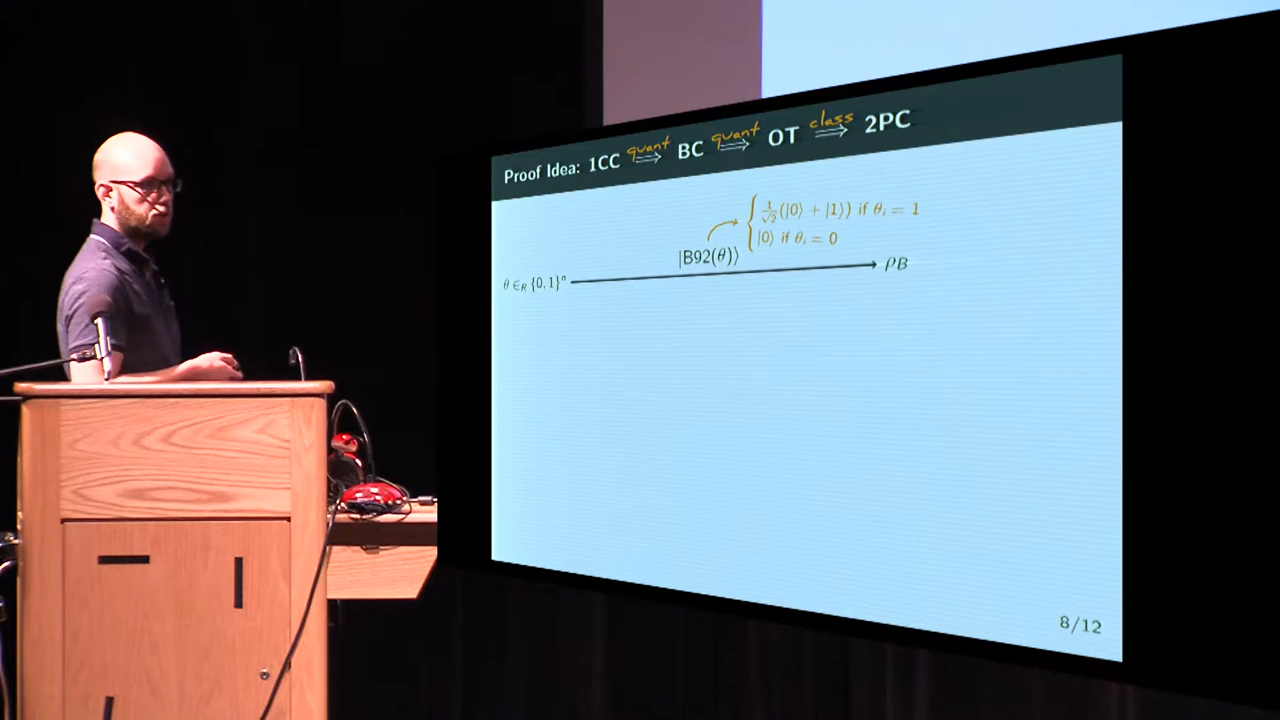 Proof Idea: 1CC quant⟹ BC quant⟹ OT class⟹ 2PC
1/√2(|0⟩ + |1⟩) if θᵢ = 1
|0⟩ if θᵢ = 0
|B92(θ)⟩
θ ∈R {0,1}ⁿ
ρB
8/12